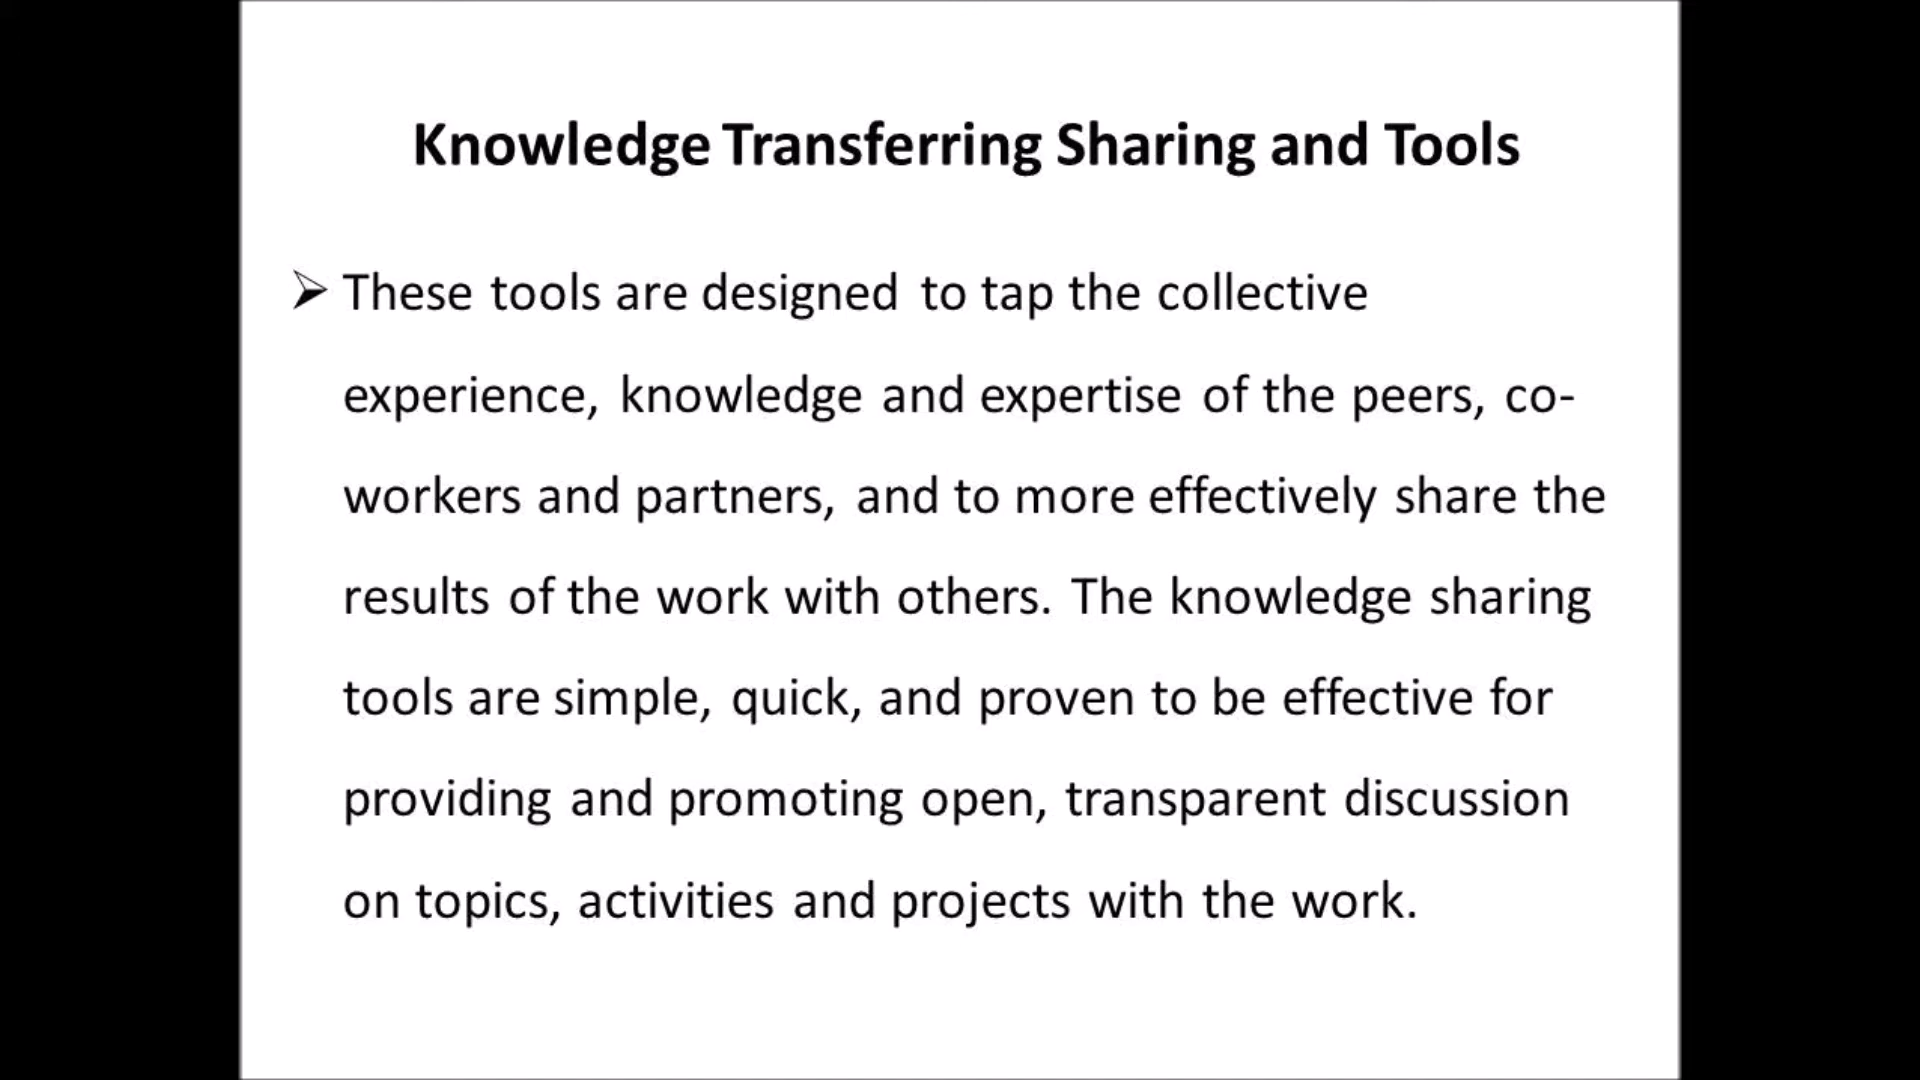 Knowledge Transferring Sharing and Tools
➢ These tools are designed to tap the collective
experience, knowledge and expertise of the peers, co-
workers and partners, and to more effectively share the
results of the work with others. The knowledge sharing
tools are simple, quick, and proven to be effective for
providing and promoting open, transparent discussion
on topics, activities and projects with the work.